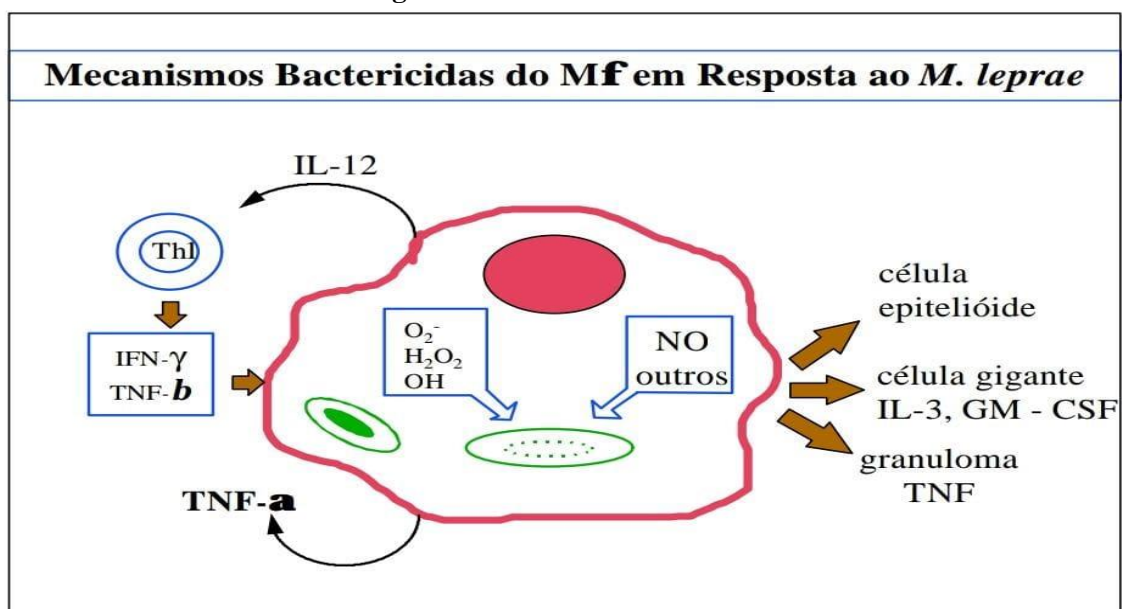 Mecanismos Bactericidas do Mf em Resposta ao M. leprae
IL-12
Th1
IFN-γ
TNF-b
O₂⁻
H₂O₂
OH
NO
outros
TNF-a
célula
epitelióide
célula gigante
IL-3, GM - CSF
granuloma
TNF